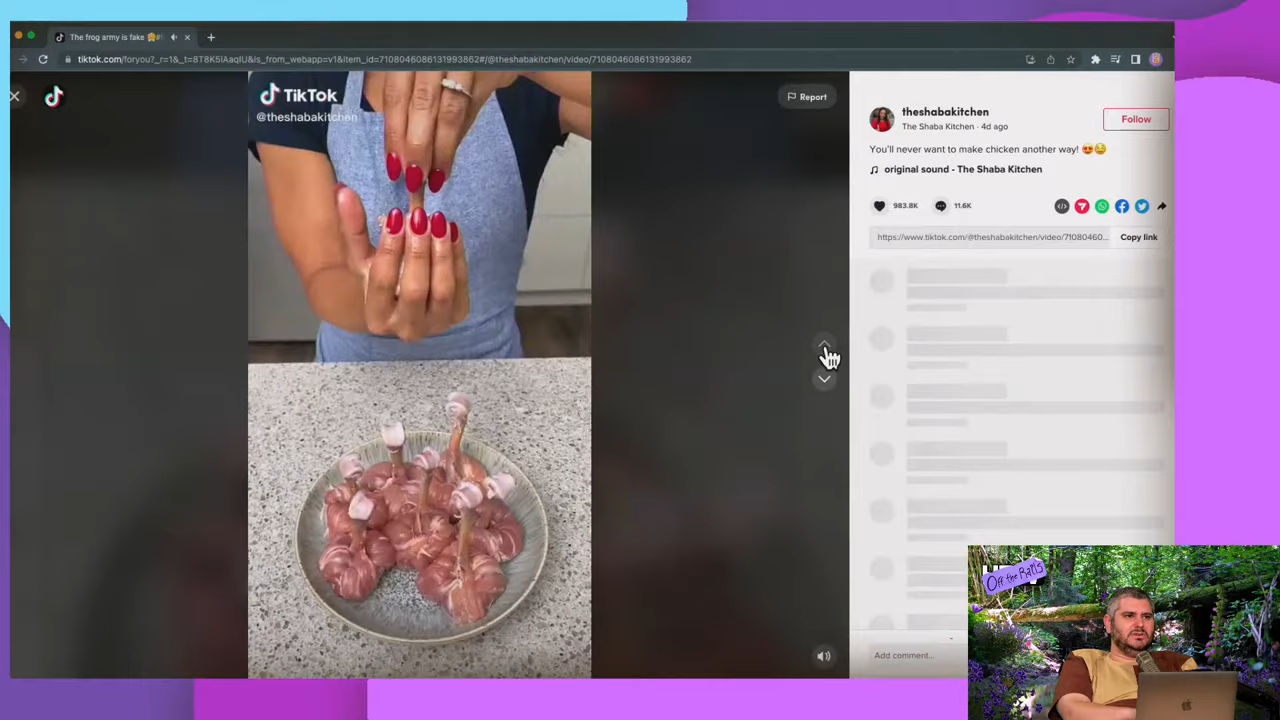 The frog army is fake
tiktok.com/foryou?_r=1&_t=8T8K5lAaqIU&is_from_webapp=v1&item_id=7108046086131993862#/@theshabakitchen/video/7108046086131993862
TikTok
@theshabakitchen
Report
theshabakitchen
The Shaba Kitchen · 4d ago
Follow
You'll never want to make chicken another way! 😍😆
original sound - The Shaba Kitchen
983.8K
11.6K
https://www.tiktok.com/@theshabakitchen/video/71080460...
Copy link
Off the Rails
Add comment...